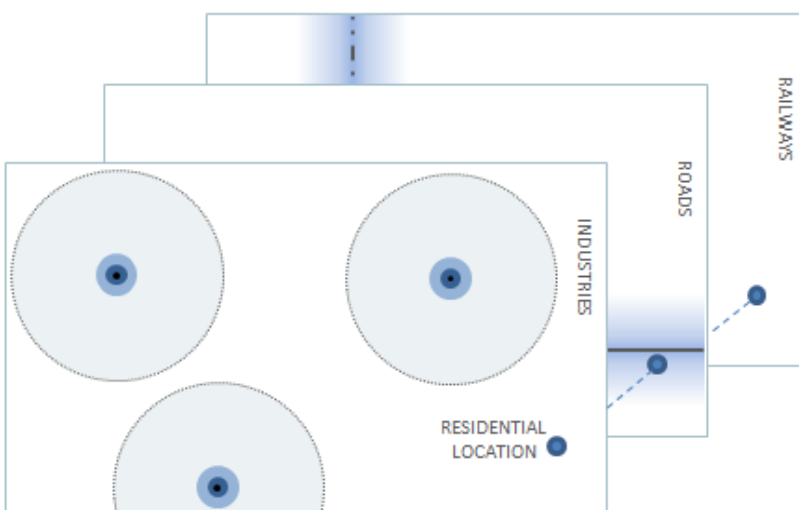 RAILWAYS
ROADS
INDUSTRIES
RESIDENTIAL
LOCATION